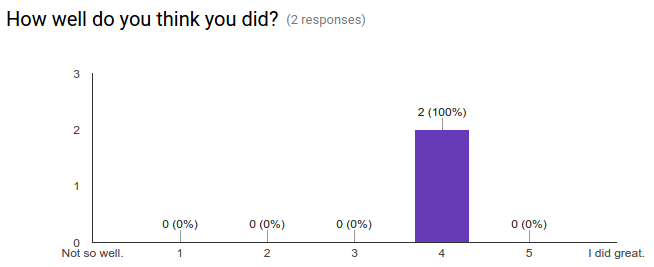 How well do you think you did? (2 responses)
3
2 (100%)
2
1
0 (0%) 0 (0%) 0 (0%) 0 (0%)
0
Not so well. 1 2 3 4 5 I did great.